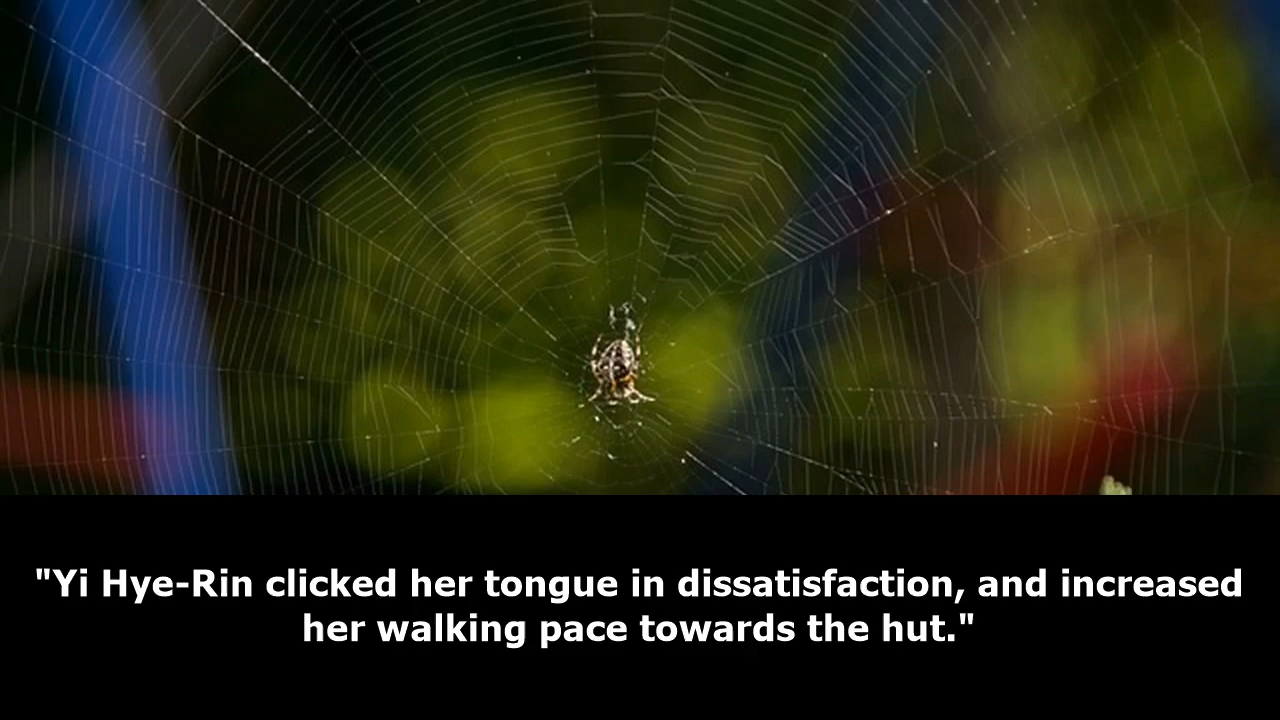 "Yi Hye-Rin clicked her tongue in dissatisfaction, and increased
her walking pace towards the hut."